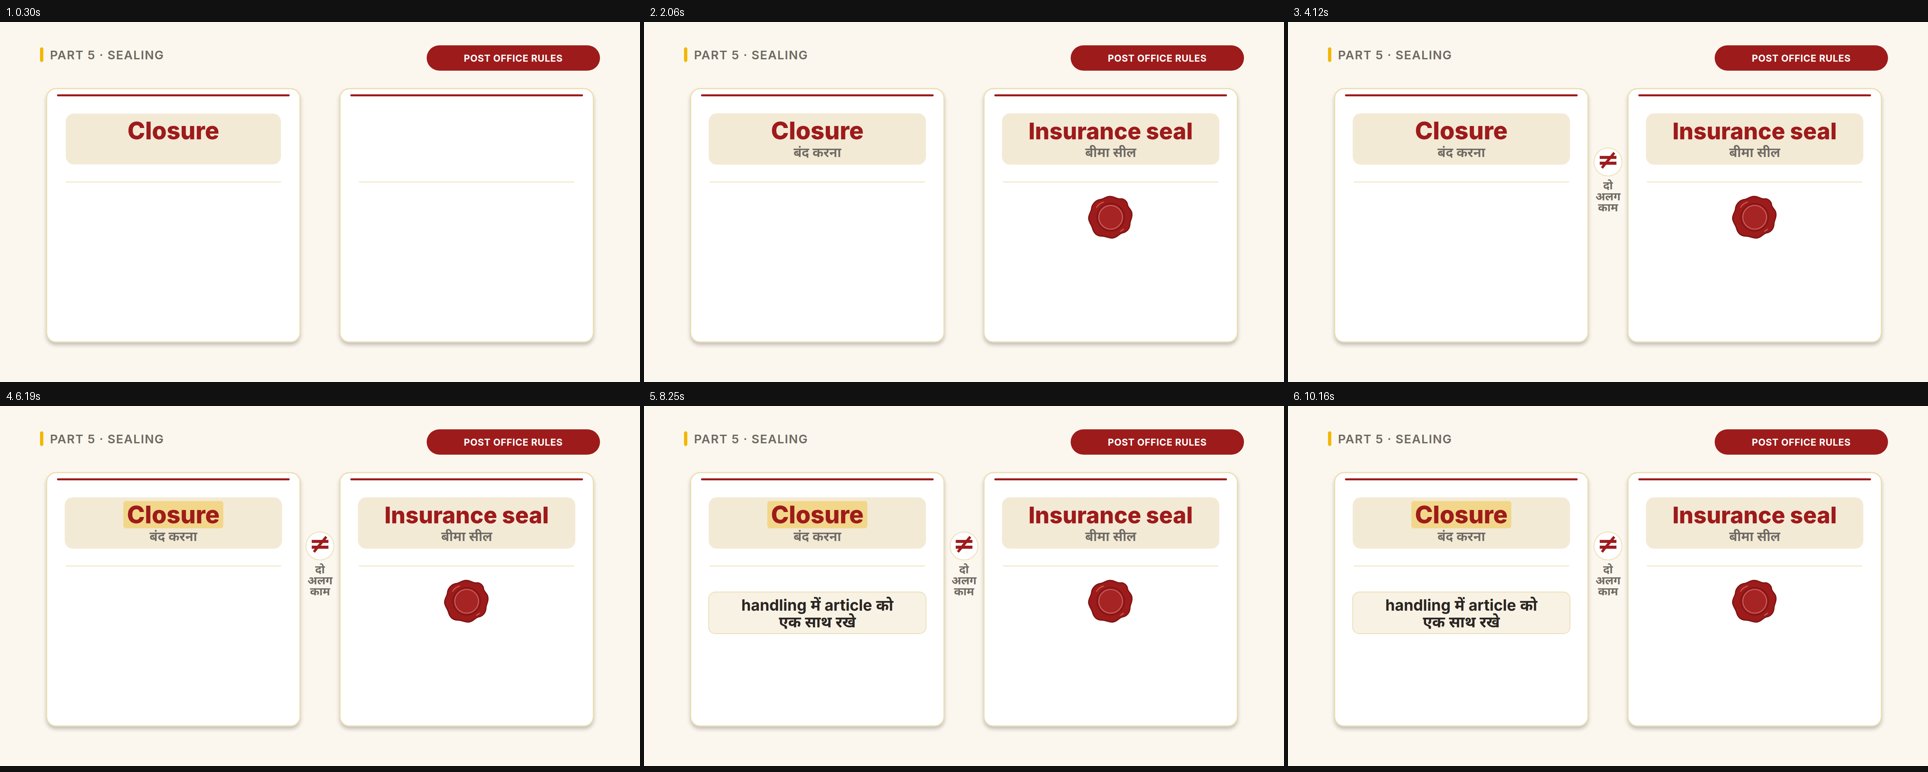 1. 0.30s
PART 5 · SEALING
POST OFFICE RULES
Closure
2. 2.06s
PART 5 · SEALING
POST OFFICE RULES
Closure
बंद करना
Insurance seal
बीमा सील
3. 4.12s
PART 5 · SEALING
POST OFFICE RULES
Closure
बंद करना
≠
दो
अलग
काम
Insurance seal
बीमा सील
4. 6.19s
PART 5 · SEALING
POST OFFICE RULES
Closure
बंद करना
≠
दो
अलग
काम
Insurance seal
बीमा सील
5. 8.25s
PART 5 · SEALING
POST OFFICE RULES
Closure
बंद करना
handling में article को
एक साथ रखे
≠
दो
अलग
काम
Insurance seal
बीमा सील
6. 10.16s
PART 5 · SEALING
POST OFFICE RULES
Closure
बंद करना
handling में article को
एक साथ रखे
≠
दो
अलग
काम
Insurance seal
बीमा सील